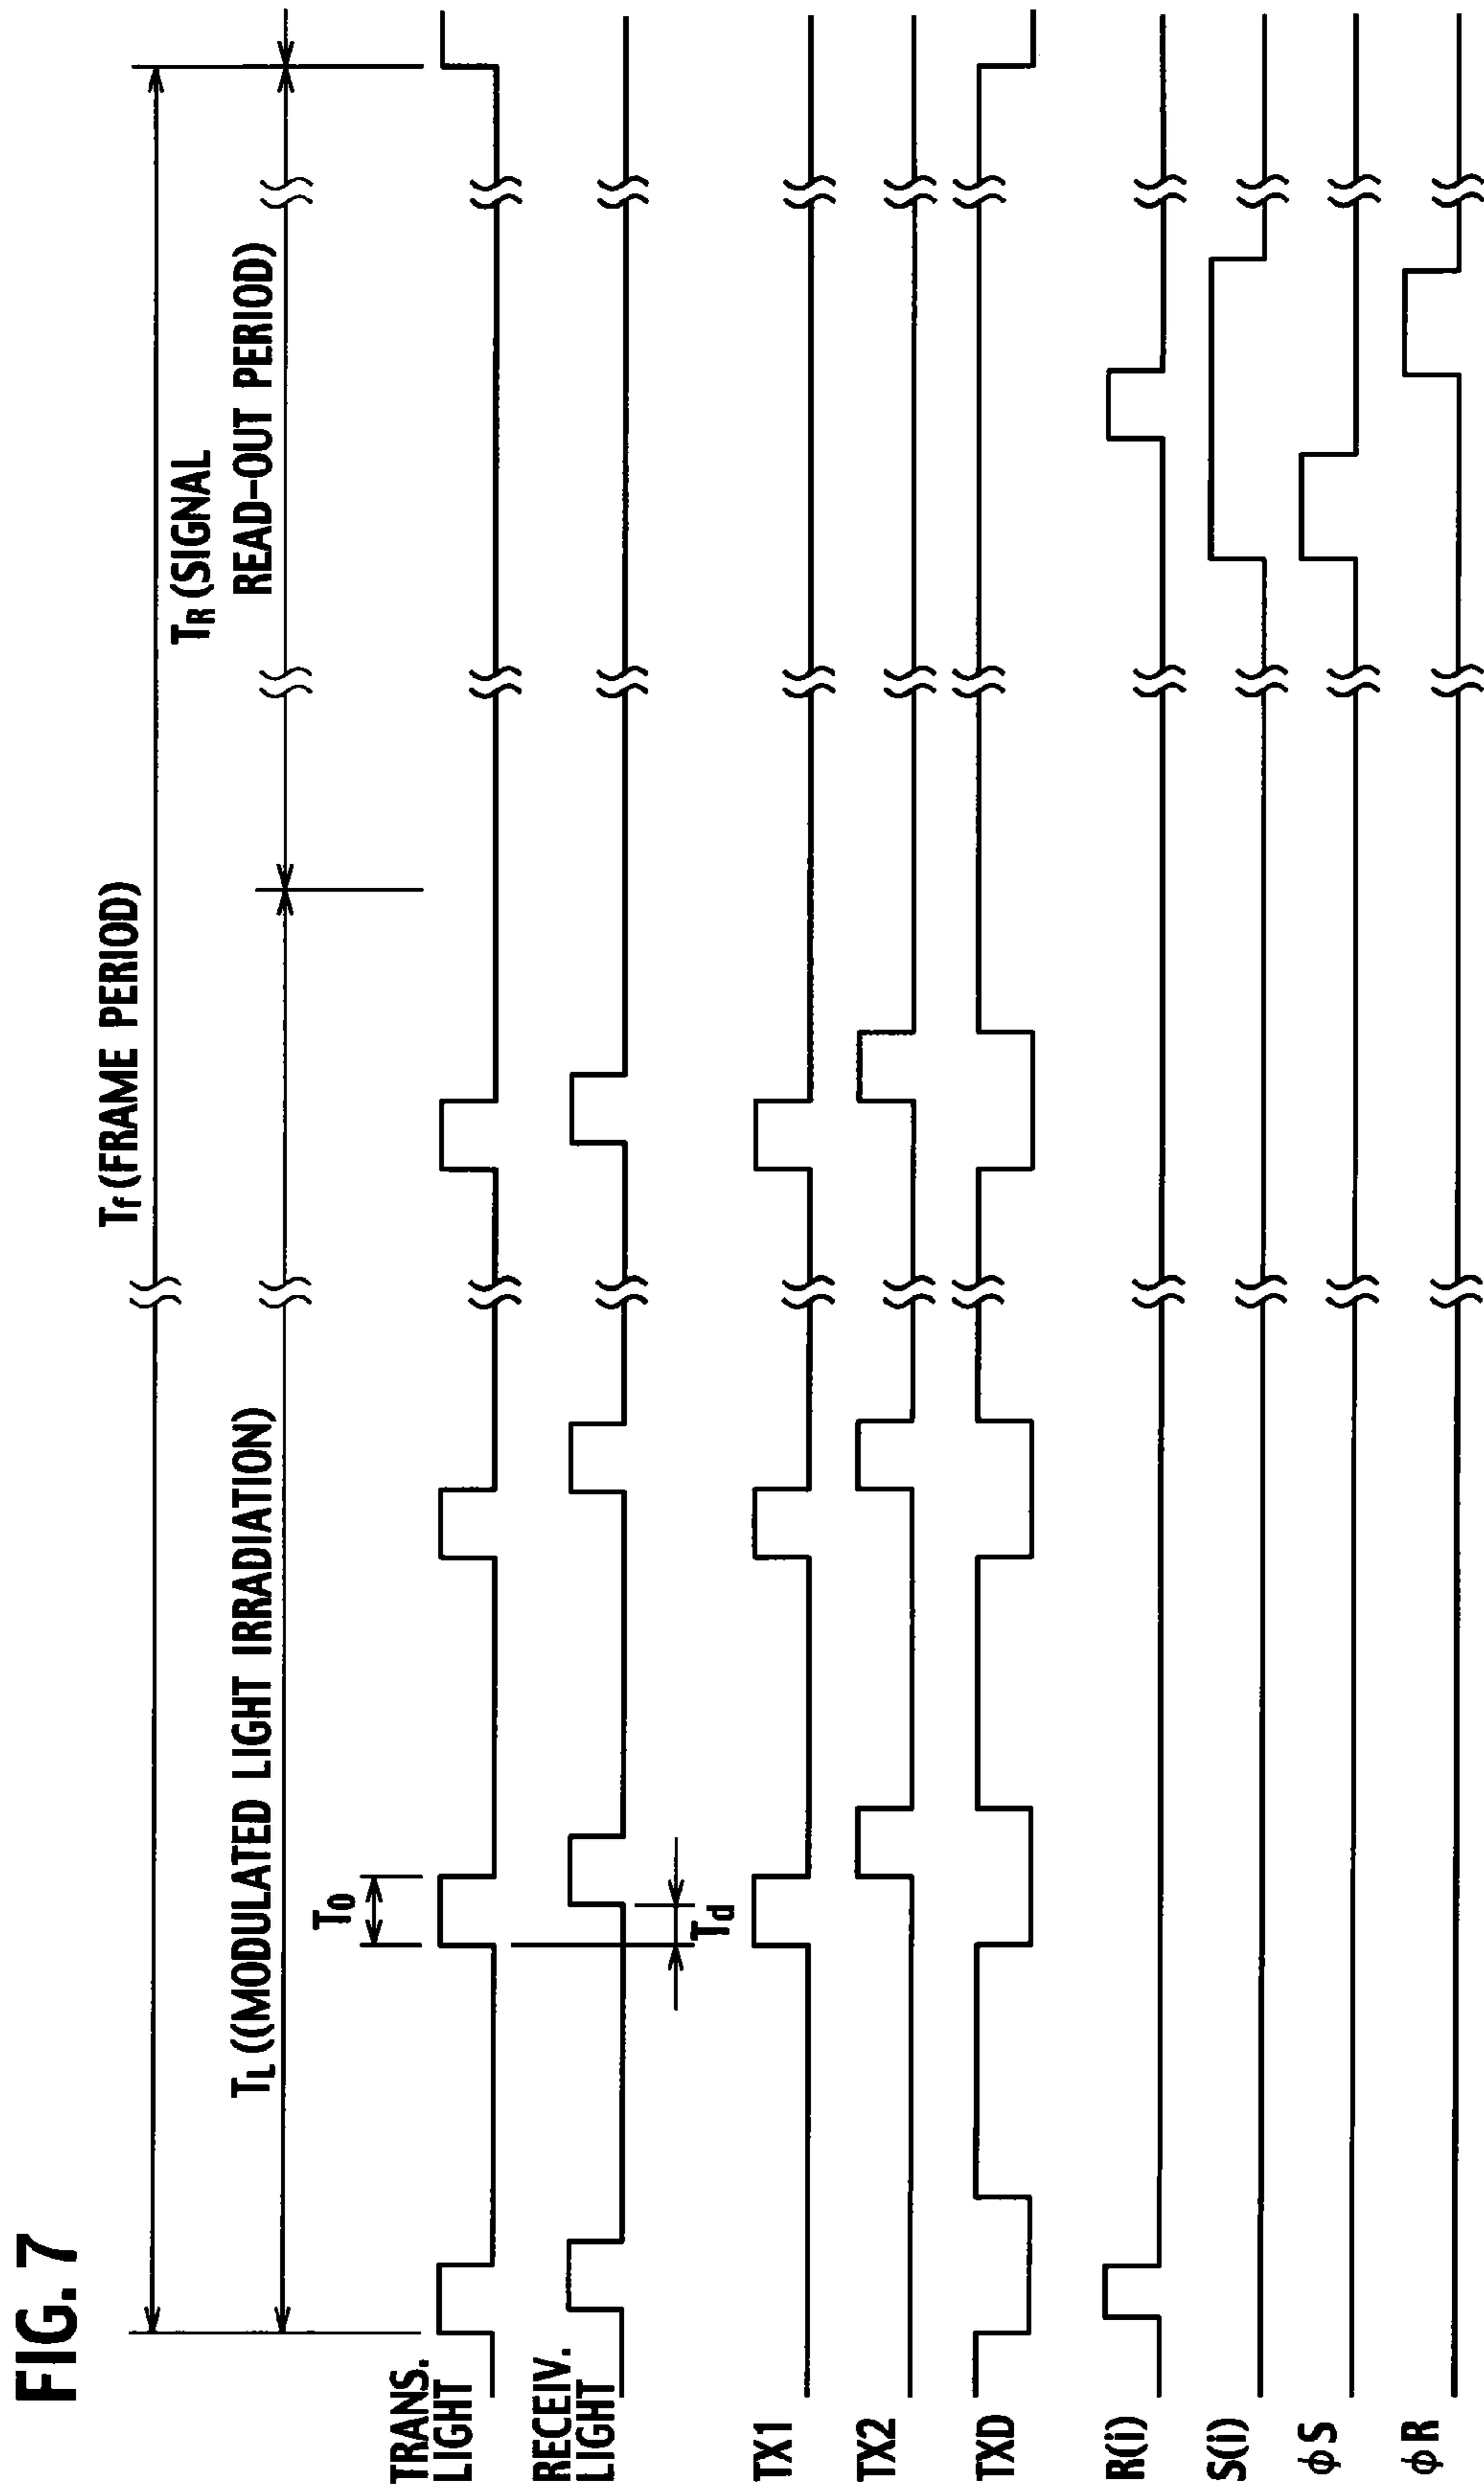 FIG. 7
Tf (FRAME PERIOD)
TL ((MODULATED LIGHT IRRADIATION)
TR (SIGNAL
READ-OUT PERIOD)
T0
TRANS.
LIGHT
RECEIV.
LIGHT
Td
TX1
TX2
TXD
R(i)
S(i)
ϕS
ϕR